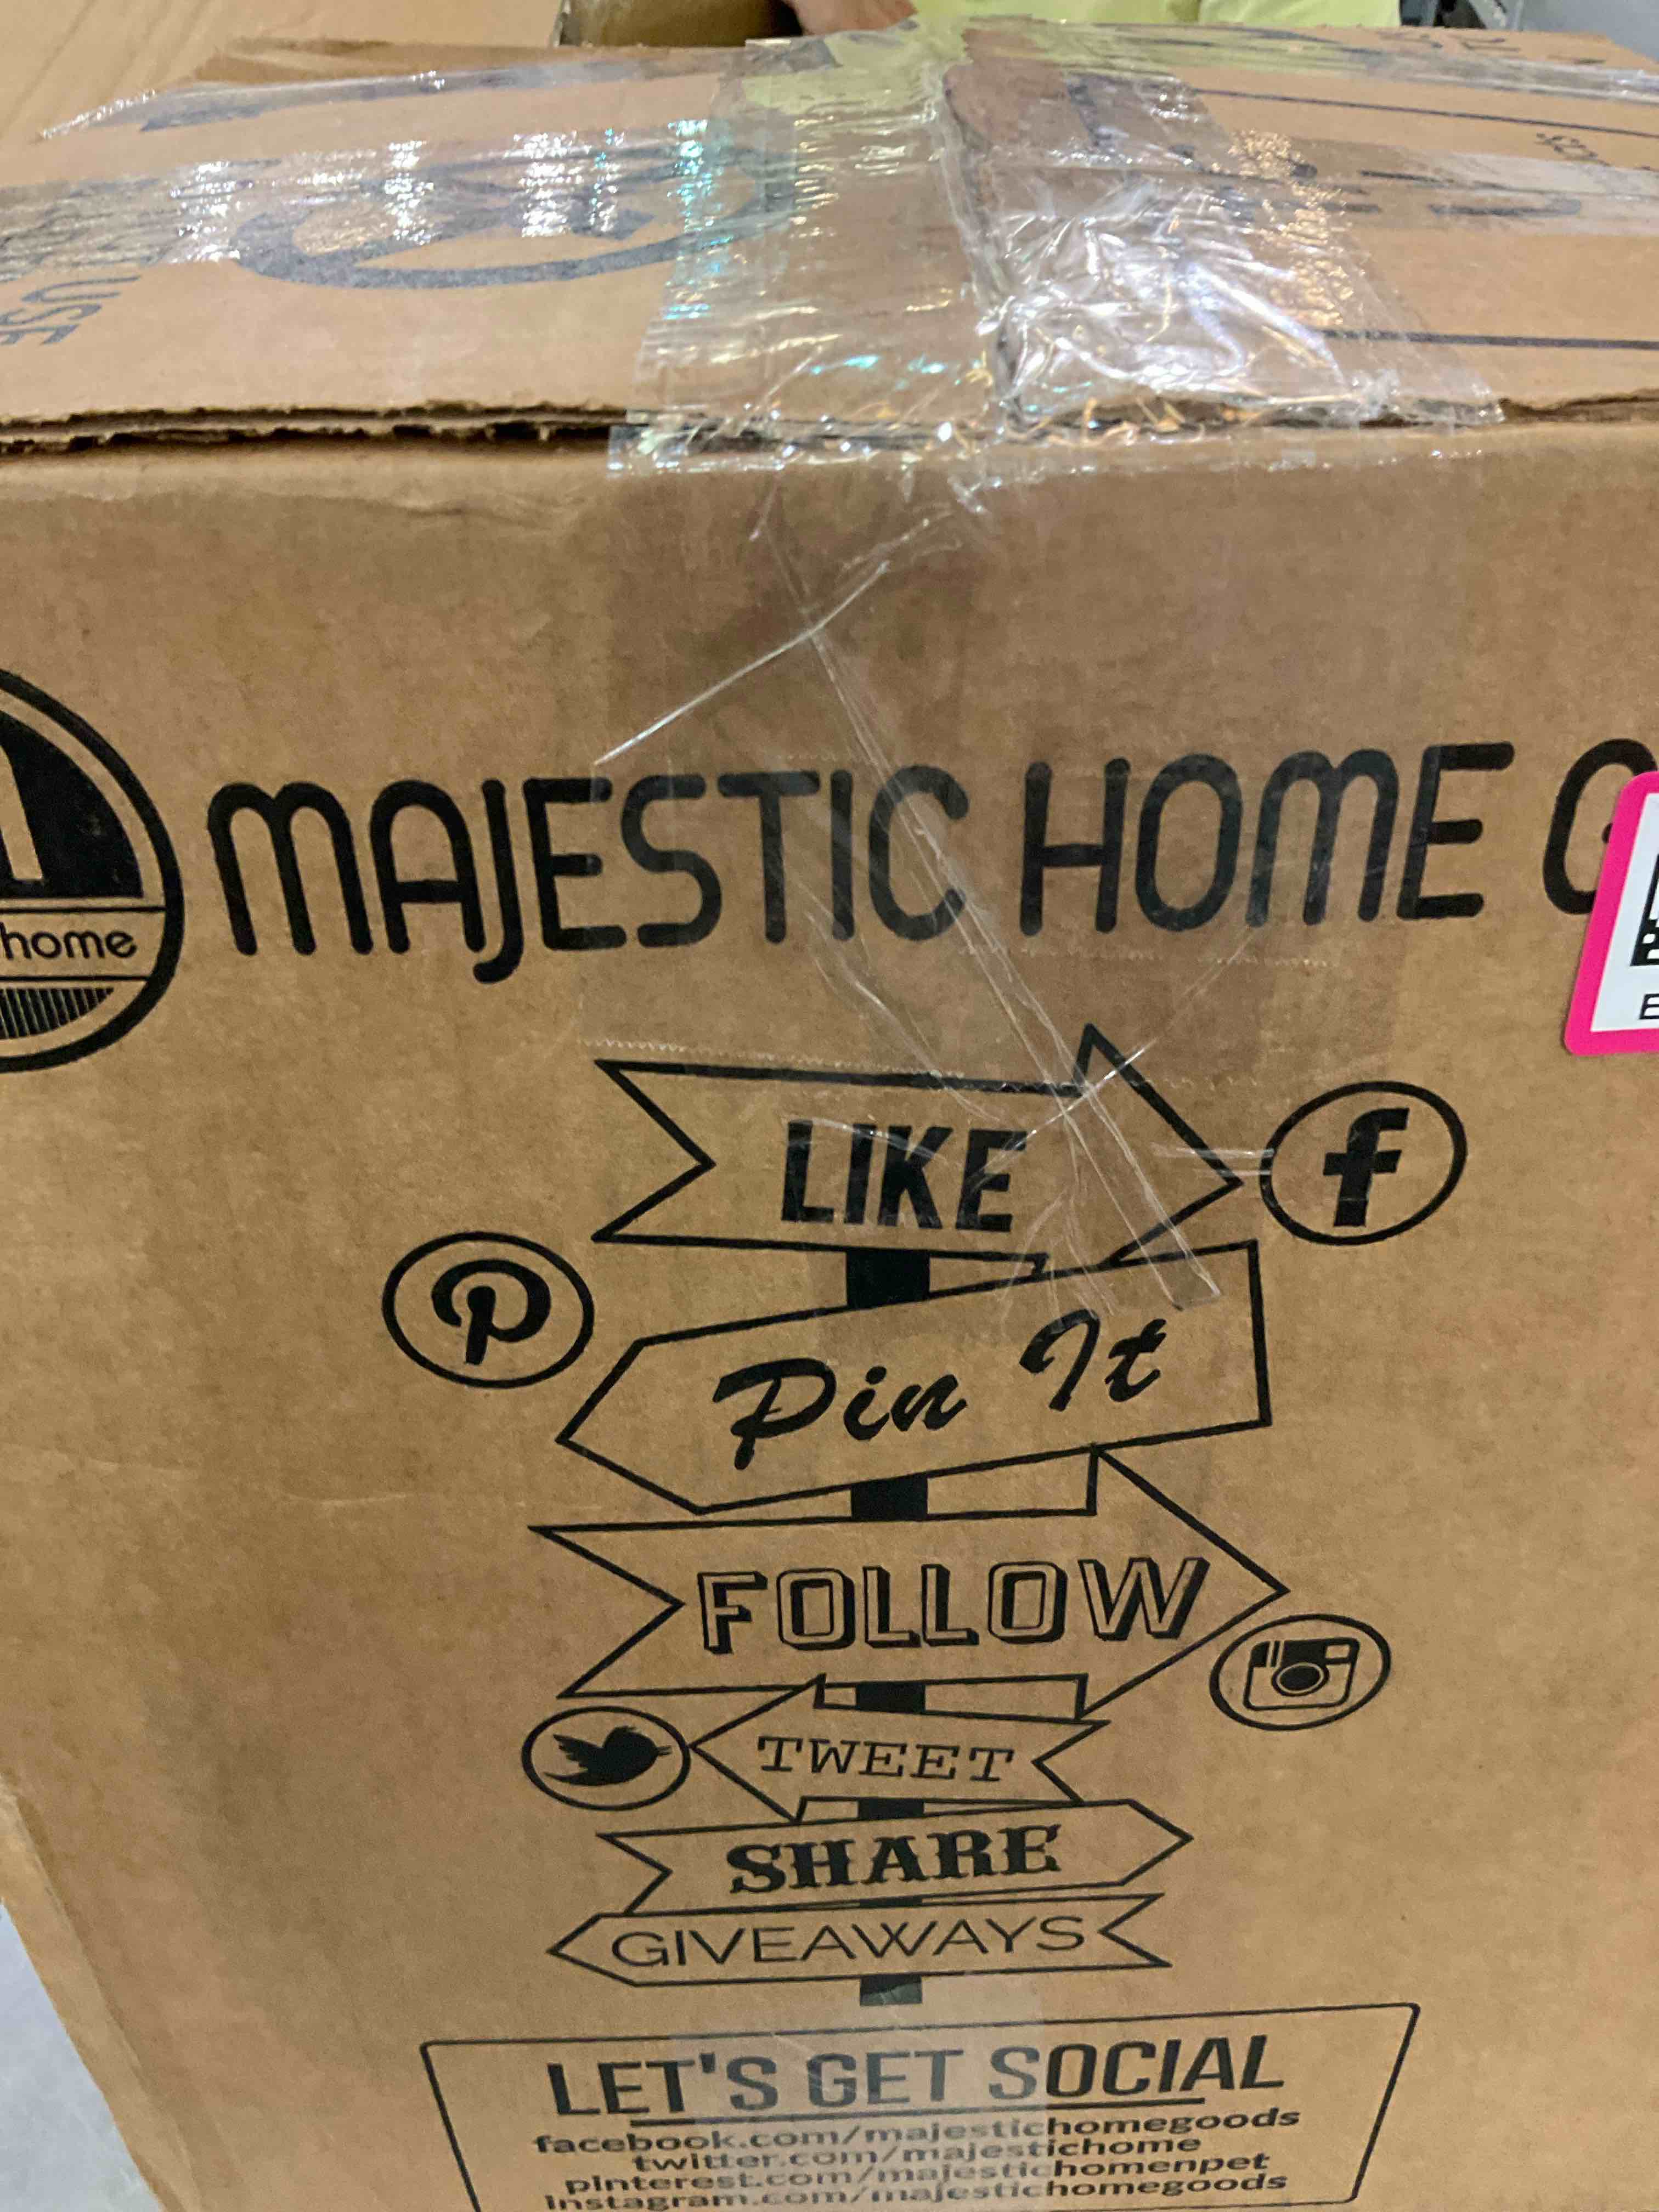 USE
home
MAJESTIC HOME G
E
LIKE
f
P
Pin It
FOLLOW
TWEET
SHARE
GIVEAWAYS
LET'S GET SOCIAL
facebook.com/majestichomegoods
twitter.com/majestichome
pinterest.com/majestichomenpet
instagram.com/majestichomegoods